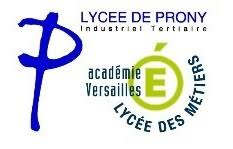 LYCEE DE PRONY
Industriel Tertiaire
académie
Versailles
É
LYCÉE DES MÉTIERS